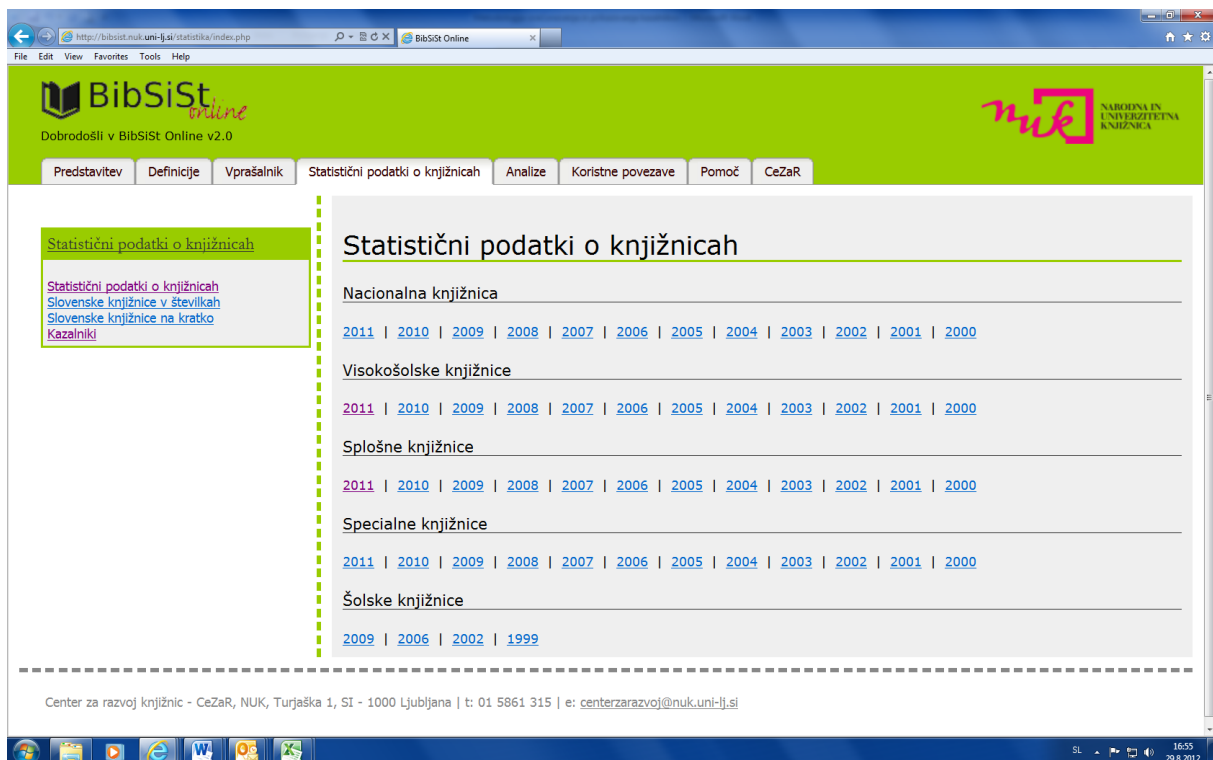 http://bibsist.nuk.uni-lj.si/statistika/index.php
BibSiSt Online
File Edit View Favorites Tools Help
BibSiSt
online
Dobrodošli v BibSiSt Online v2.0
nuk
NARODNA IN
UNIVERZITETNA
KNJIŽNICA
Predstavitev Definicije Vprašalnik Statistični podatki o knjižnicah Analize Koristne povezave Pomoč CeZaR
Statistični podatki o knjižnicah
Statistični podatki o knjižnicah
Slovenske knjižnice v številkah
Slovenske knjižnice na kratko
Kazalniki
Statistični podatki o knjižnicah
Nacionalna knjižnica
2011 | 2010 | 2009 | 2008 | 2007 | 2006 | 2005 | 2004 | 2003 | 2002 | 2001 | 2000
Visokošolske knjižnice
2011 | 2010 | 2009 | 2008 | 2007 | 2006 | 2005 | 2004 | 2003 | 2002 | 2001 | 2000
Splošne knjižnice
2011 | 2010 | 2009 | 2008 | 2007 | 2006 | 2005 | 2004 | 2003 | 2002 | 2001 | 2000
Specialne knjižnice
2011 | 2010 | 2009 | 2008 | 2007 | 2006 | 2005 | 2004 | 2003 | 2002 | 2001 | 2000
Šolske knjižnice
2009 | 2006 | 2002 | 1999
Center za razvoj knjižnic - CeZaR, NUK, Turjaška 1, SI - 1000 Ljubljana | t: 01 5861 315 | e: centerzarazvoj@nuk.uni-lj.si
SL
16:55
29.8.2012